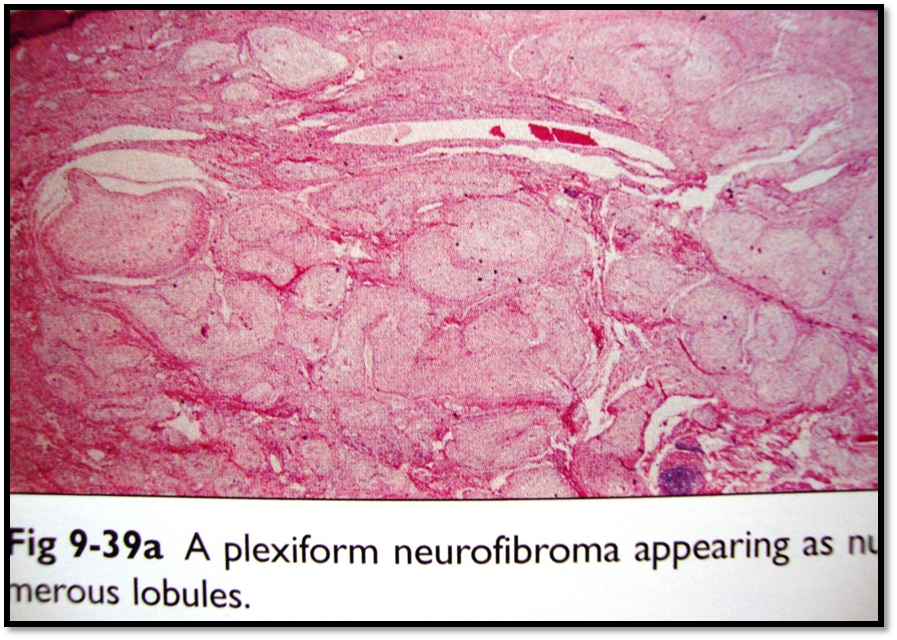 Fig 9-39a A plexiform neurofibroma appearing as nu
merous lobules.